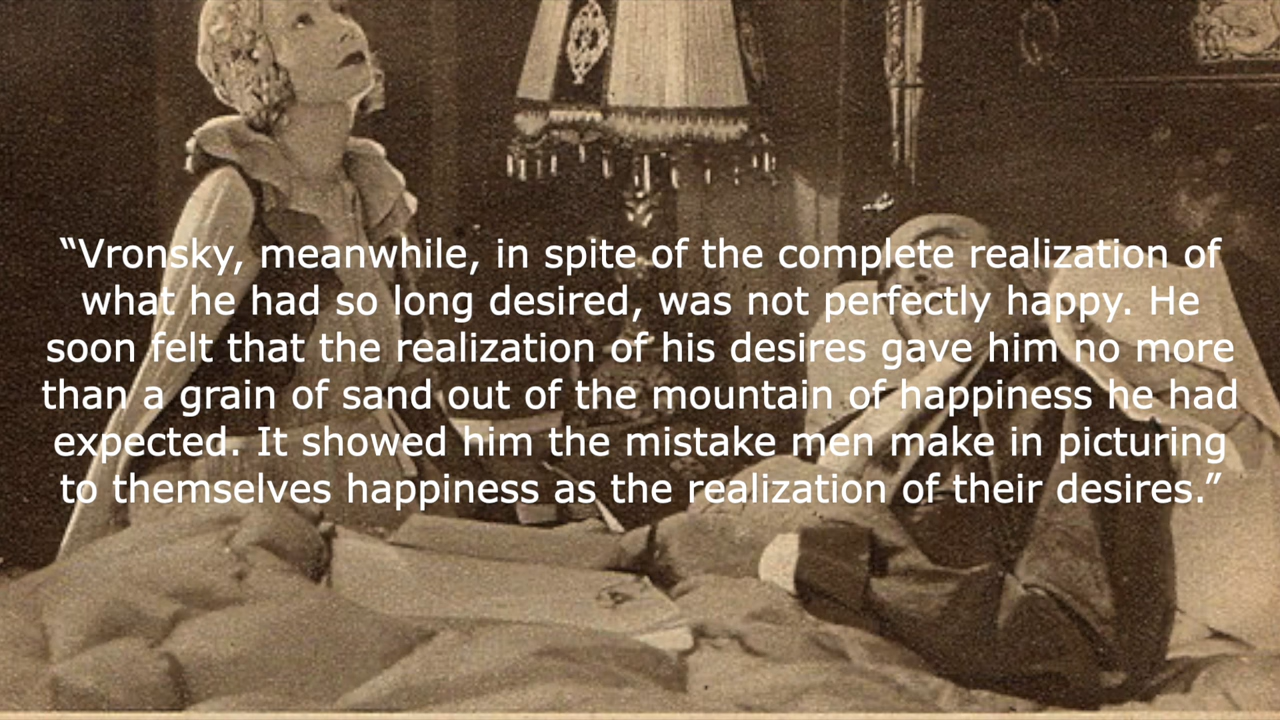 “Vronsky, meanwhile, in spite of the complete realization of
what he had so long desired, was not perfectly happy. He
soon felt that the realization of his desires gave him no more
than a grain of sand out of the mountain of happiness he had
expected. It showed him the mistake men make in picturing
to themselves happiness as the realization of their desires.”